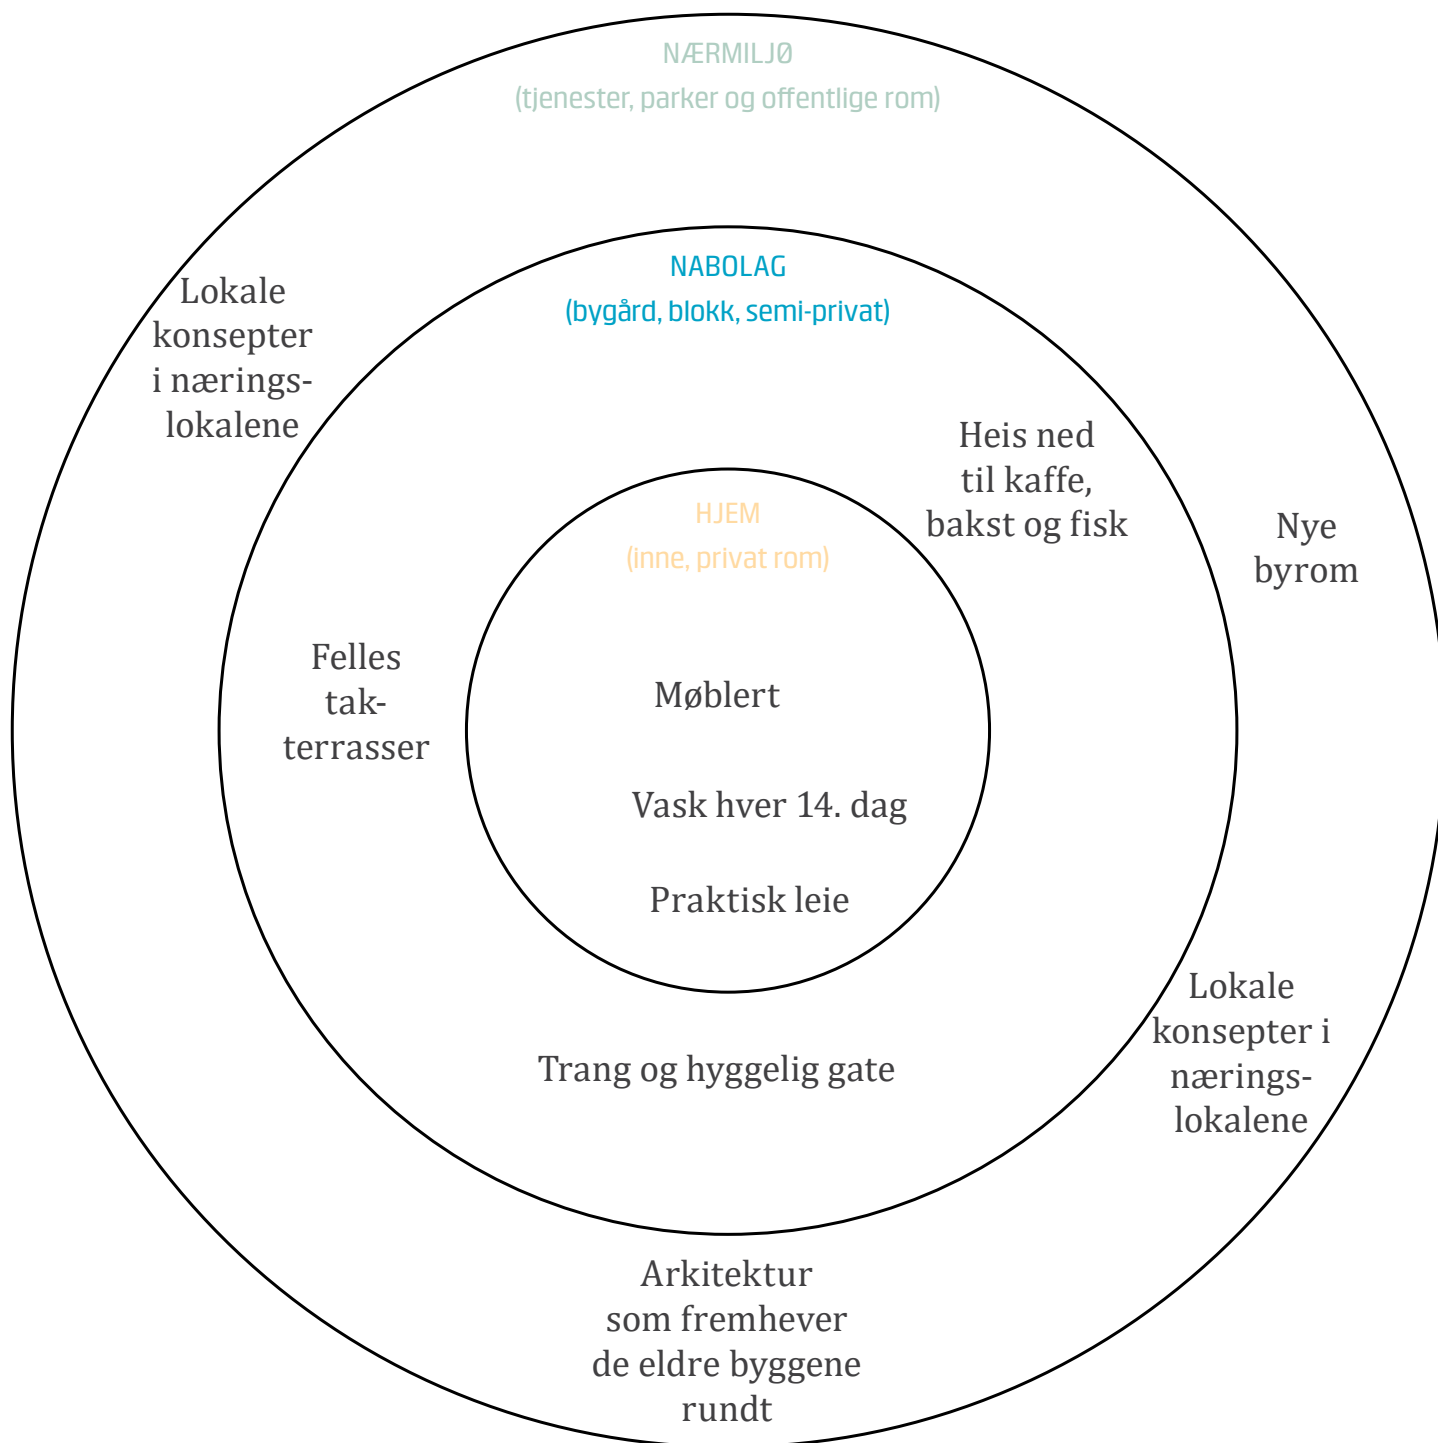 NÆRMILJØ
(tjenester, parker og offentlige rom)
NABOLAG
(bygård, blokk, semi-privat)
Lokale
konsepter
i nærings-
lokalene
Heis ned
til kaffe,
bakst og fisk
HJEM
(inne, privat rom)
Nye
byrom
Felles
tak-
terrasser
Møblert
Vask hver 14. dag
Praktisk leie
Lokale
konsepter i
nærings-
lokalene
Trang og hyggelig gate
Arkitektur
som fremhever
de eldre byggene
rundt